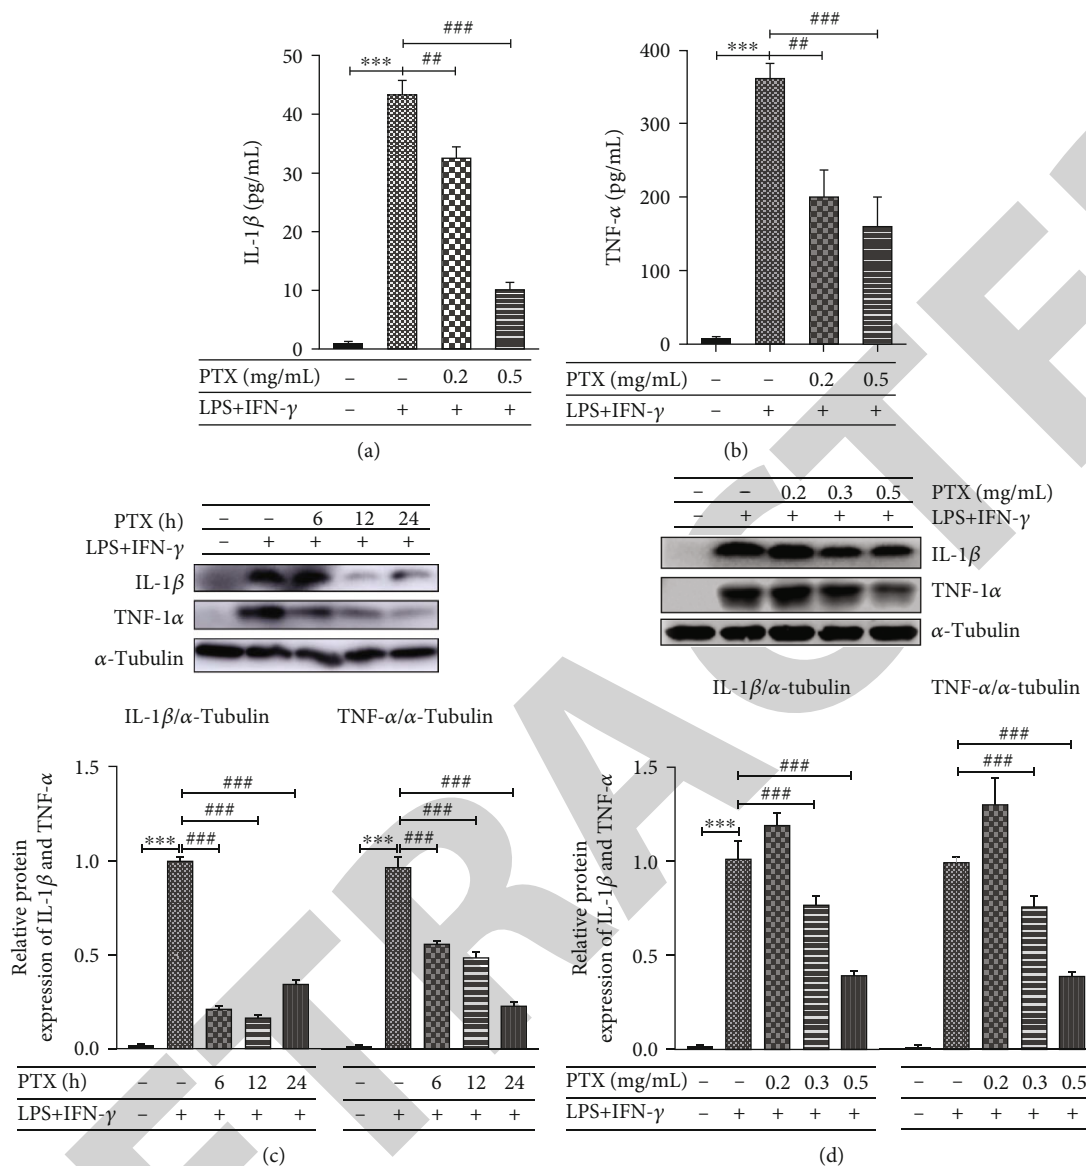 ###
*** ##
50
40
30
20
10
0
IL-1β (pg/mL)
PTX (mg/mL) – – 0.2 0.5
LPS+IFN-γ – + + +
(a)
###
*** ##
400
300
200
100
0
TNF-α (pg/mL)
PTX (mg/mL) – – 0.2 0.5
LPS+IFN-γ – + + +
(b)
PTX (h) – – 6 12 24
LPS+IFN-γ – + + + +
IL-1β
TNF-1α
α-Tubulin
IL-1β/α-Tubulin TNF-α/α-Tubulin
1.5
1.0
0.5
0.0
Relative protein
expression of IL-1β and TNF-α
###
###
*** ###
###
###
*** ###
PTX (h) – – 6 12 24 – – 6 12 24
LPS+IFN-γ – + + + + – + + + +
(c)
– – 0.2 0.3 0.5 PTX (mg/mL)
– + + + + LPS+IFN-γ
IL-1β
TNF-1α
α-Tubulin
IL-1β/α-tubulin TNF-α/α-tubulin
1.5
1.0
0.5
0.0
Relative protein
expression of IL-1β and TNF-α
###
###
***
###
###
PTX (mg/mL) – – 0.2 0.3 0.5 – – 0.2 0.3 0.5
LPS+IFN-γ – + + + + – + + + +
(d)